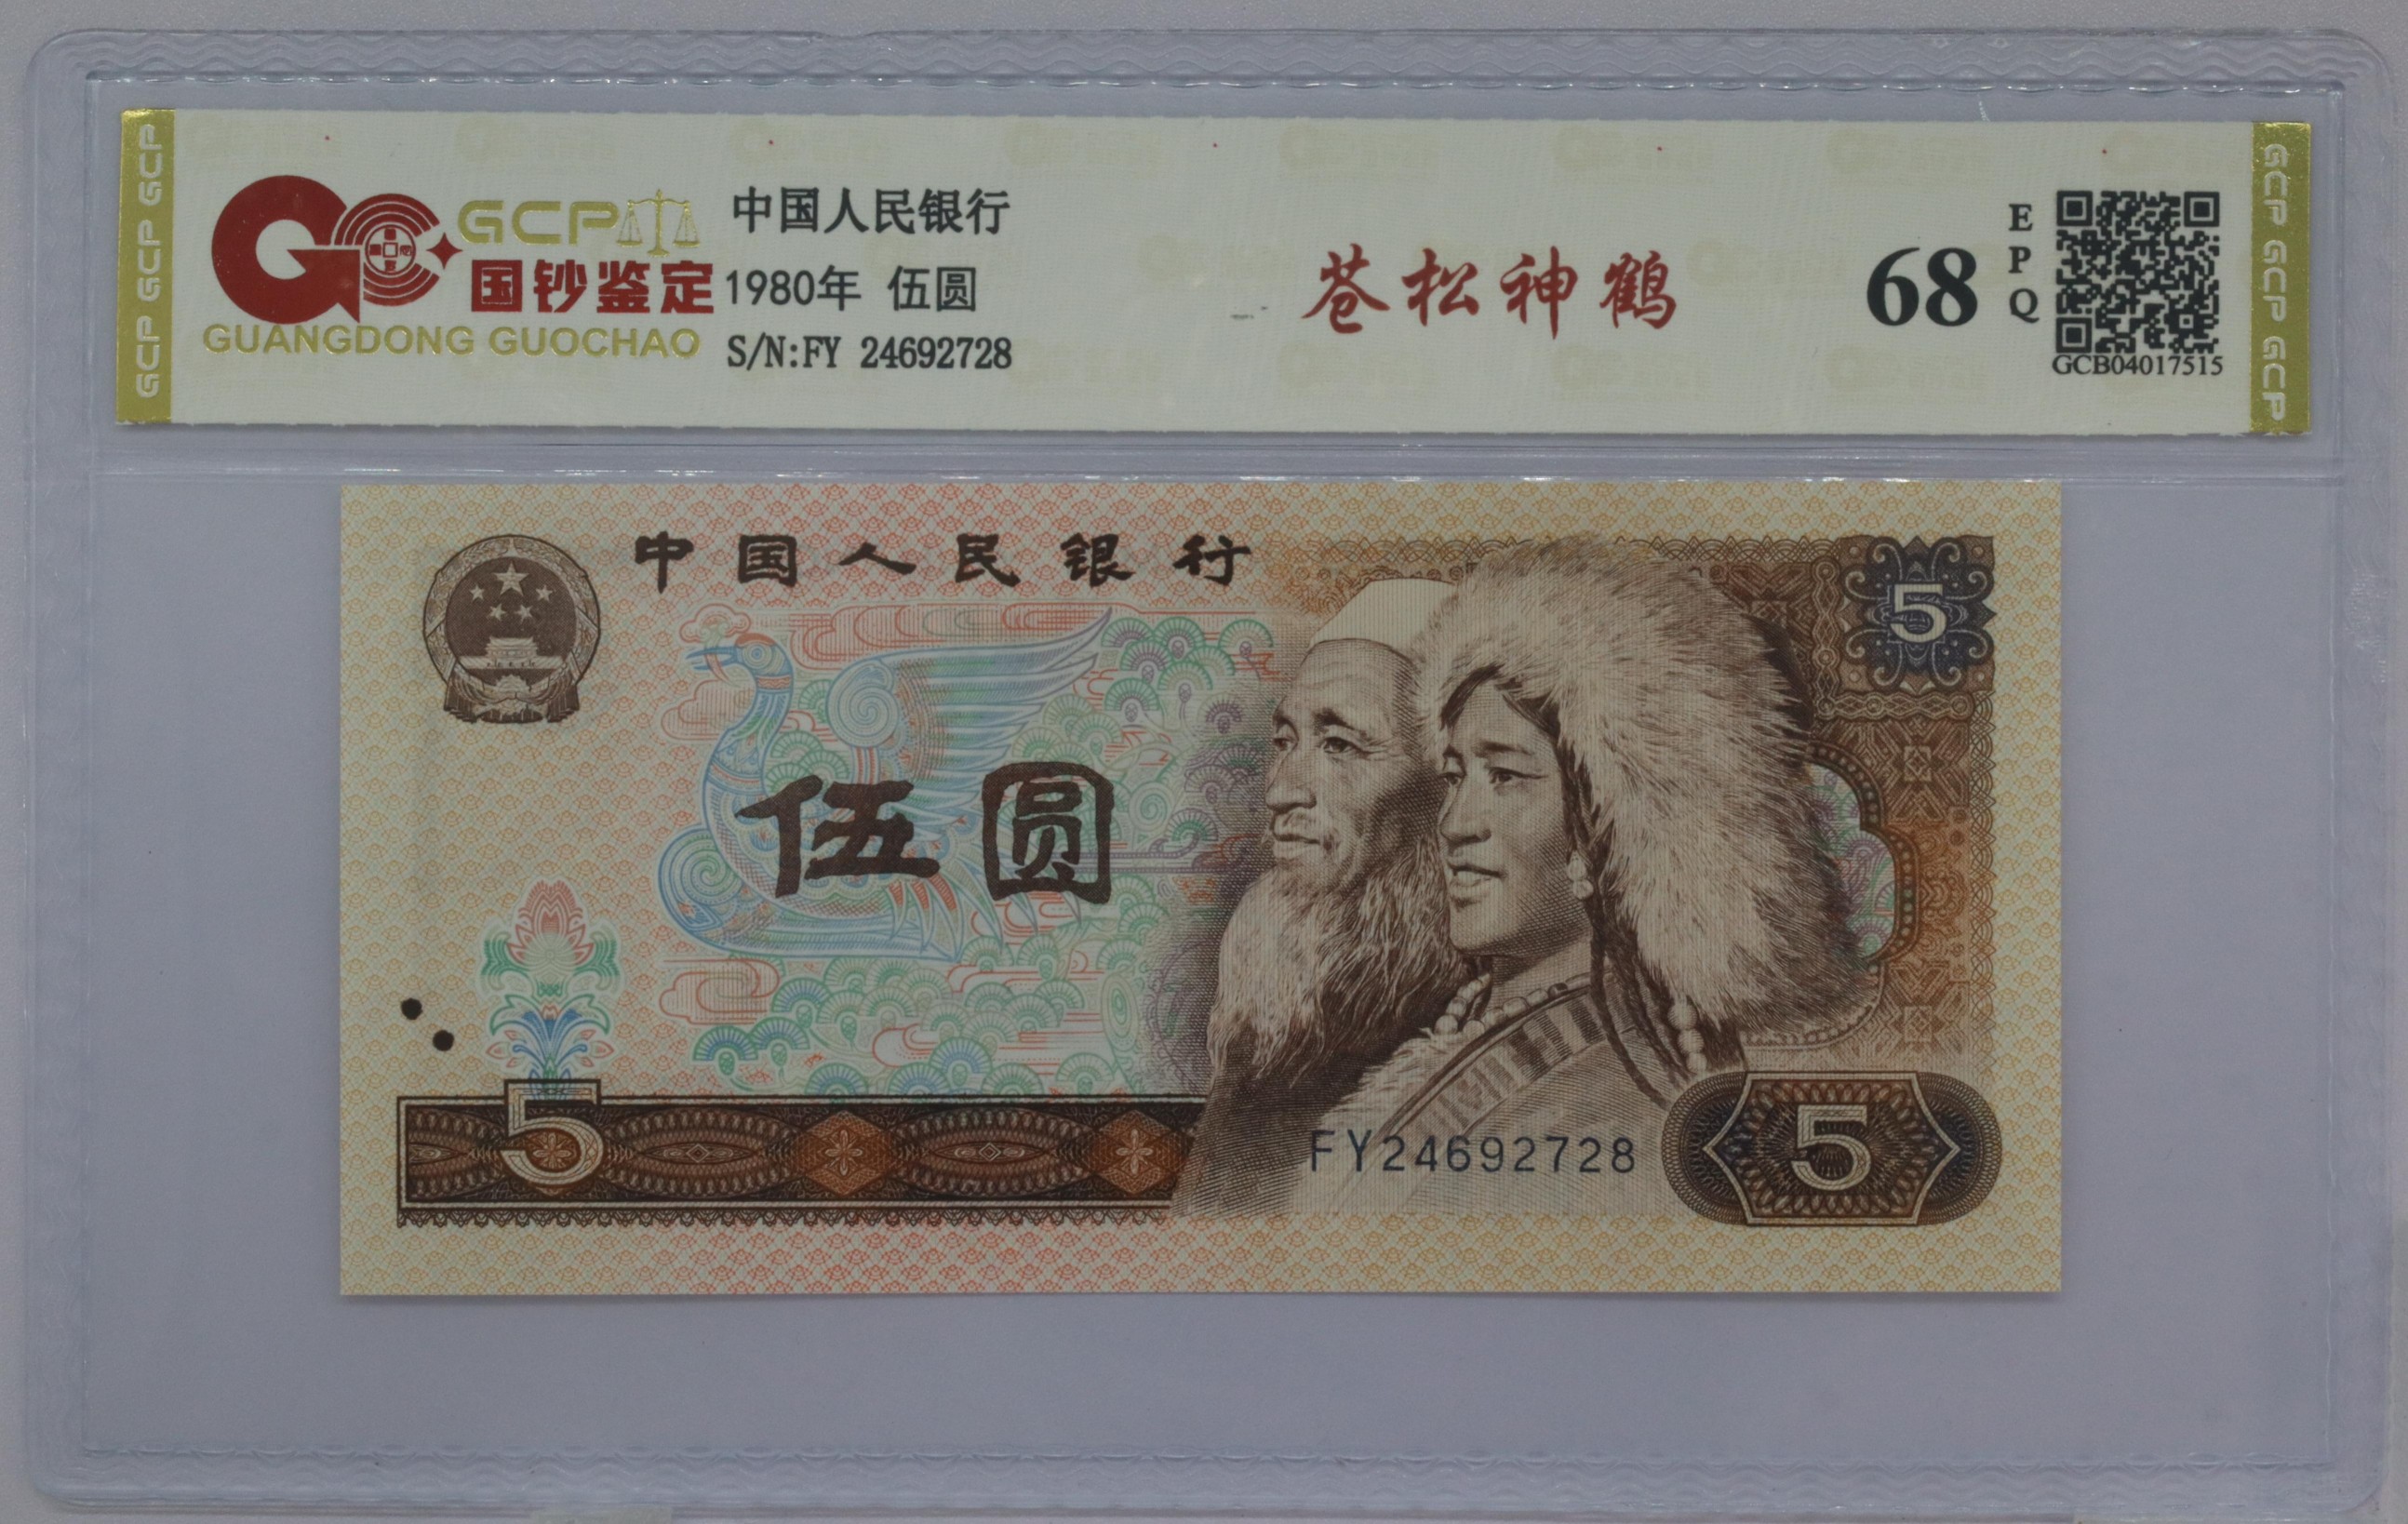 GCP GCP GCP
GCP
国钞鉴定
GUANGDONG GUOCHAO
中国人民银行
1980年 伍圆
S/N:FY 24692728
苍松神鹤
68
EPQ
GCB04017515
GCP GCP GCP
中国人民银行
5
伍圆
5
FY24692728
5